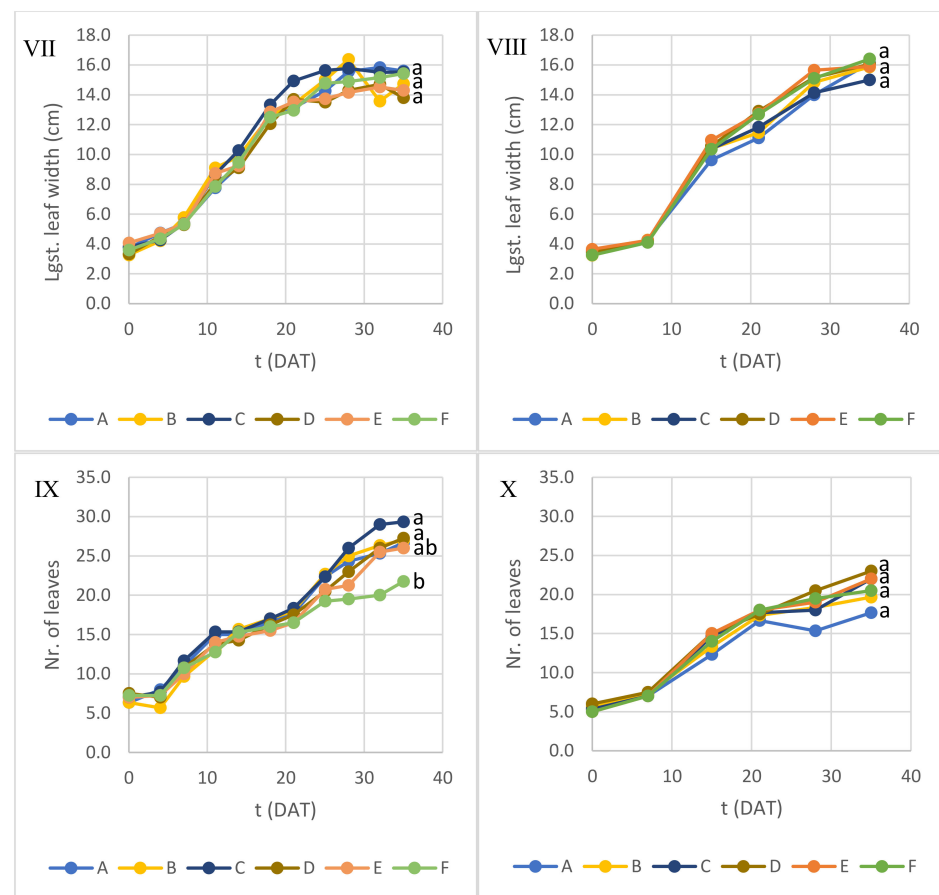 VII
Lgst. leaf width (cm)
18.0
16.0
14.0
12.0
10.0
8.0
6.0
4.0
2.0
0.0
a
a
a
0 10 20 30 40
t (DAT)
A B C D E F
VIII
Lgst. leaf width (cm)
18.0
16.0
14.0
12.0
10.0
8.0
6.0
4.0
2.0
0.0
a
a
a
0 10 20 30 40
t (DAT)
A B C D E F
IX
Nr. of leaves
35.0
30.0
25.0
20.0
15.0
10.0
5.0
0.0
a
a
ab
b
0 10 20 30 40
t (DAT)
A B C D E F
X
Nr. of leaves
35.0
30.0
25.0
20.0
15.0
10.0
5.0
0.0
a
a
a
a
0 10 20 30 40
t (DAT)
A B C D E F